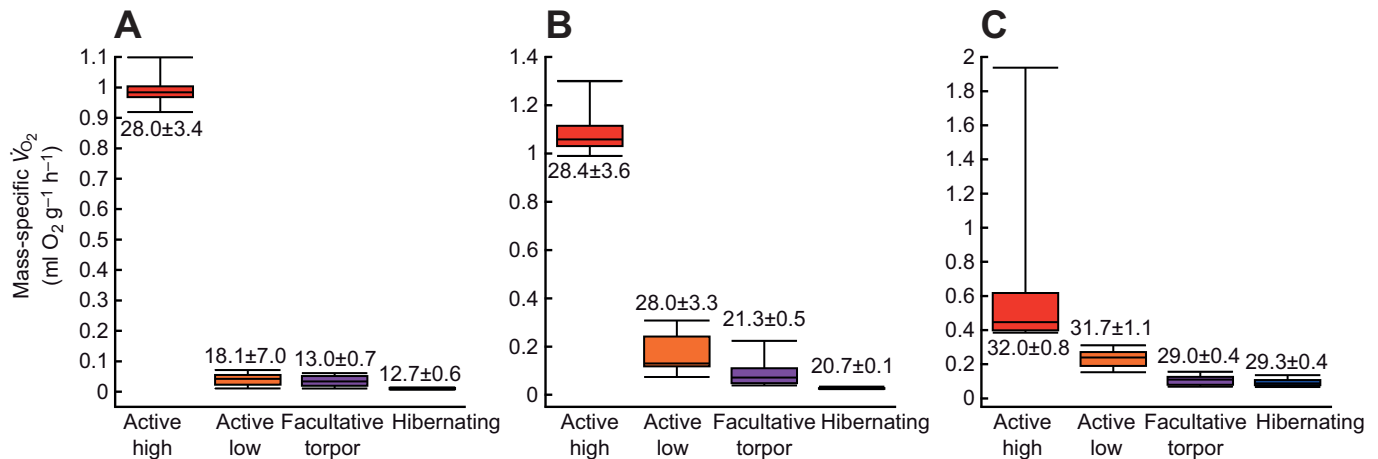 A
Mass-specific V̇O₂
(ml O₂ g⁻¹ h⁻¹)
1.1
1
0.9
0.8
0.7
0.6
0.5
0.4
0.3
0.2
0.1
0
28.0±3.4
18.1±7.0
13.0±0.7
12.7±0.6
Active high
Active low
Facultative torpor
Hibernating
B
1.4
1.2
1
0.8
0.6
0.4
0.2
0
28.4±3.6
28.0±3.3
21.3±0.5
20.7±0.1
Active high
Active low
Facultative torpor
Hibernating
C
2
1.8
1.6
1.4
1.2
1
0.8
0.6
0.4
0.2
0
32.0±0.8
31.7±1.1
29.0±0.4
29.3±0.4
Active high
Active low
Facultative torpor
Hibernating